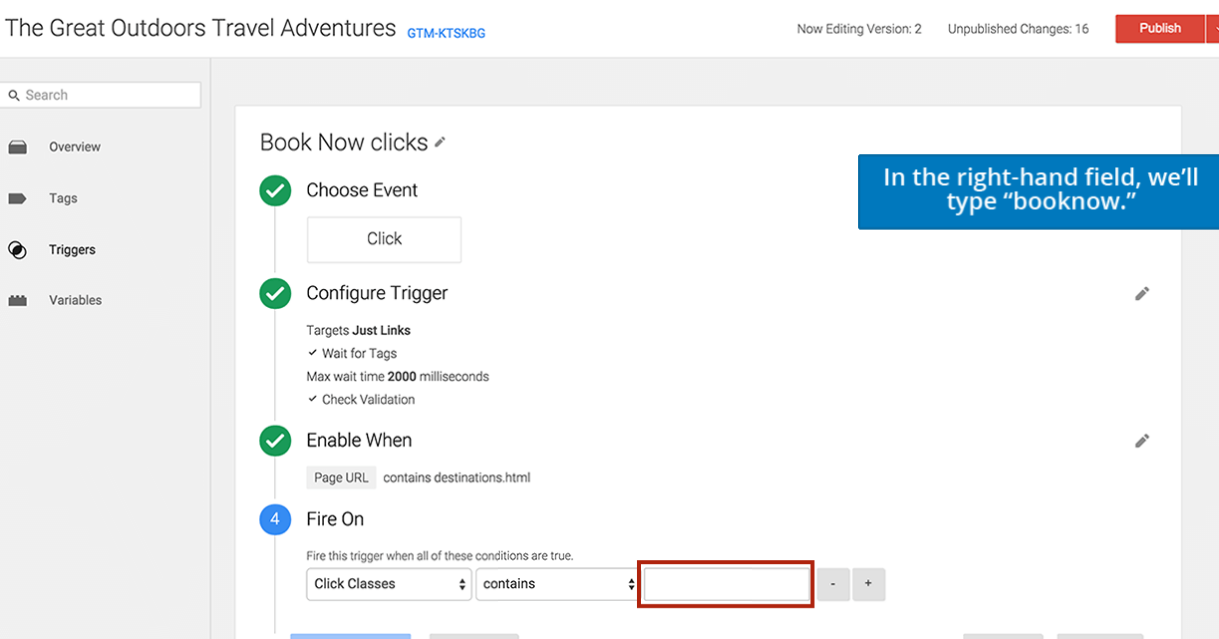 The Great Outdoors Travel Adventures GTM-KTSKBG
Now Editing Version: 2 Unpublished Changes: 16 Publish
Search
Overview
Tags
Triggers
Variables
Book Now clicks
In the right-hand field, we’ll
type “booknow.”
Choose Event
Click
Configure Trigger
Targets Just Links
Wait for Tags
Max wait time 2000 milliseconds
Check Validation
Enable When
Page URL contains destinations.html
4 Fire On
Fire this trigger when all of these conditions are true.
Click Classes contains - +